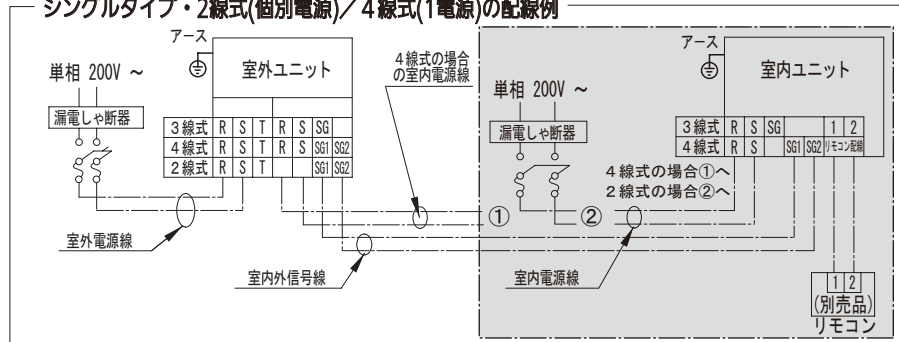 シングルタイプ・2線式(個別電源)/4線式(1電源)の配線例
アース
単相 200V ~
漏電しゃ断器
室外ユニット
3線式 R S T R S SG
4線式 R S T R S SG1 SG2
2線式 R S T SG1 SG2
室外電源線
4線式の場合
の室内電源線
室内外信号線
①
単相 200V ~
漏電しゃ断器
②
4線式の場合①へ
2線式の場合②へ
室内電源線
アース
室内ユニット
3線式 R S SG 1 2
4線式 R S SG1 SG2 リモコン配線
1 2
(別売品)
リモコン